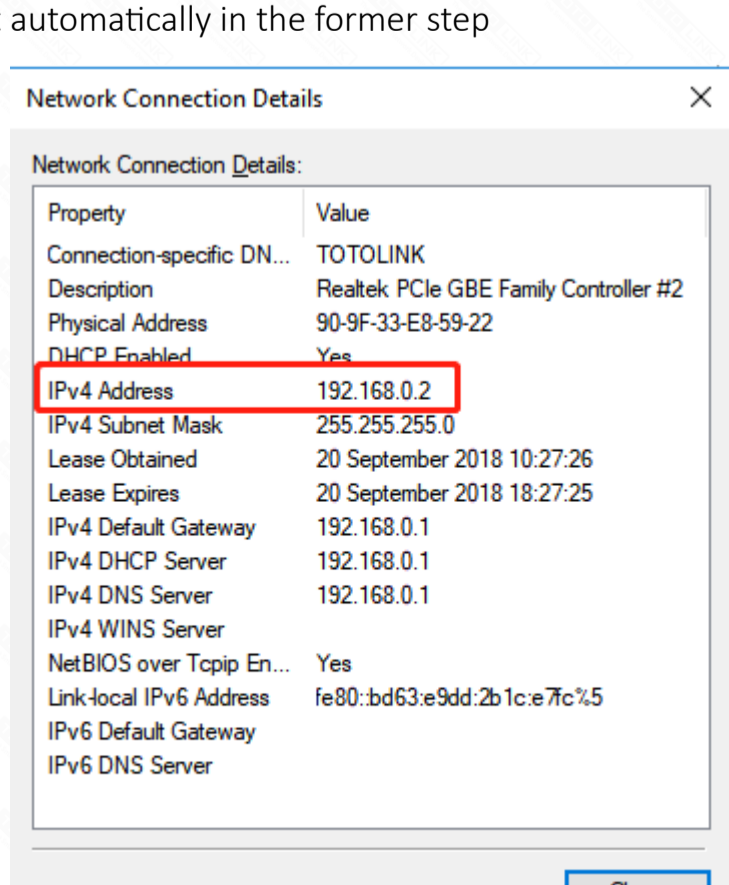 automatically in the former step
Network Connection Details
Network Connection Details:
Property Value
Connection-specific DN... TOTOLINK
Description Realtek PCIe GBE Family Controller #2
Physical Address 90-9F-33-E8-59-22
DHCP Enabled Yes
IPv4 Address 192.168.0.2
IPv4 Subnet Mask 255.255.255.0
Lease Obtained 20 September 2018 10:27:26
Lease Expires 20 September 2018 18:27:25
IPv4 Default Gateway 192.168.0.1
IPv4 DHCP Server 192.168.0.1
IPv4 DNS Server 192.168.0.1
IPv4 WINS Server
NetBIOS over Tcpip En... Yes
Link-local IPv6 Address fe80::bd63:e9dd:2b1c:e7fc%5
IPv6 Default Gateway
IPv6 DNS Server